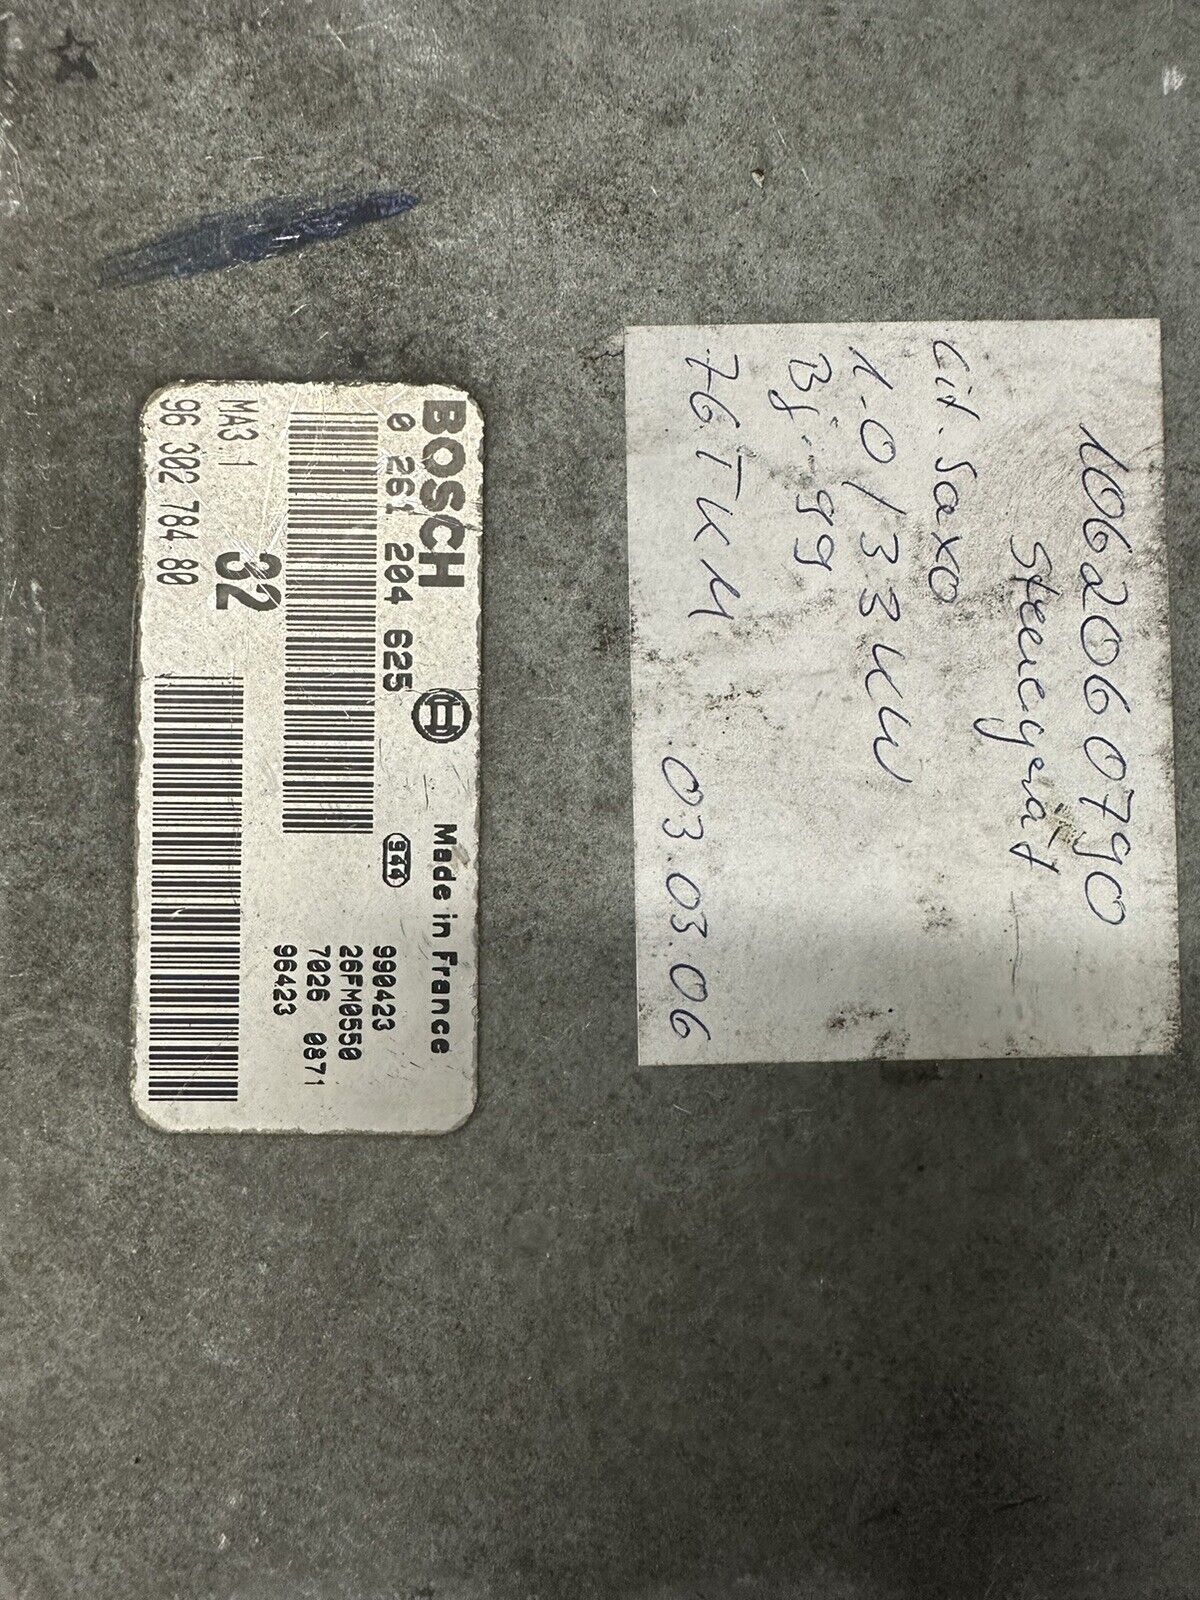 BOSCH
0 261 204 625
Made in France
944
990423
26FM0550
7026 0871
96423
MA3.1
32
96 302 784 80
1062060790
Steuergerät
Cit. Saxo
1.0/33KW
Bj - 99
76TKM 03.03.06